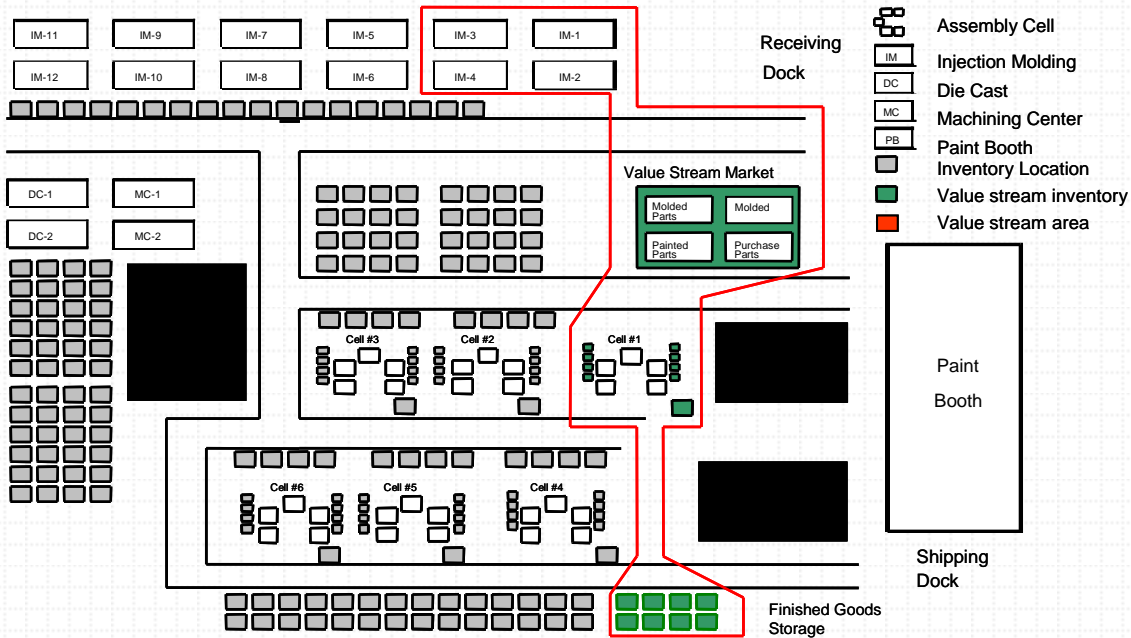 IM-11
IM-9
IM-7
IM-5
IM-3
IM-1
IM-12
IM-10
IM-8
IM-6
IM-4
IM-2
Receiving
Dock
Assembly Cell
IM
Injection Molding
DC
Die Cast
MC
Machining Center
PB
Paint Booth
Inventory Location
Value stream inventory
Value stream area
DC-1
MC-1
DC-2
MC-2
Value Stream Market
Molded
Parts
Molded
Painted
Parts
Purchase
Parts
Cell #3
Cell #2
Cell #1
Paint
Booth
Cell #6
Cell #5
Cell #4
Shipping
Dock
Finished Goods
Storage